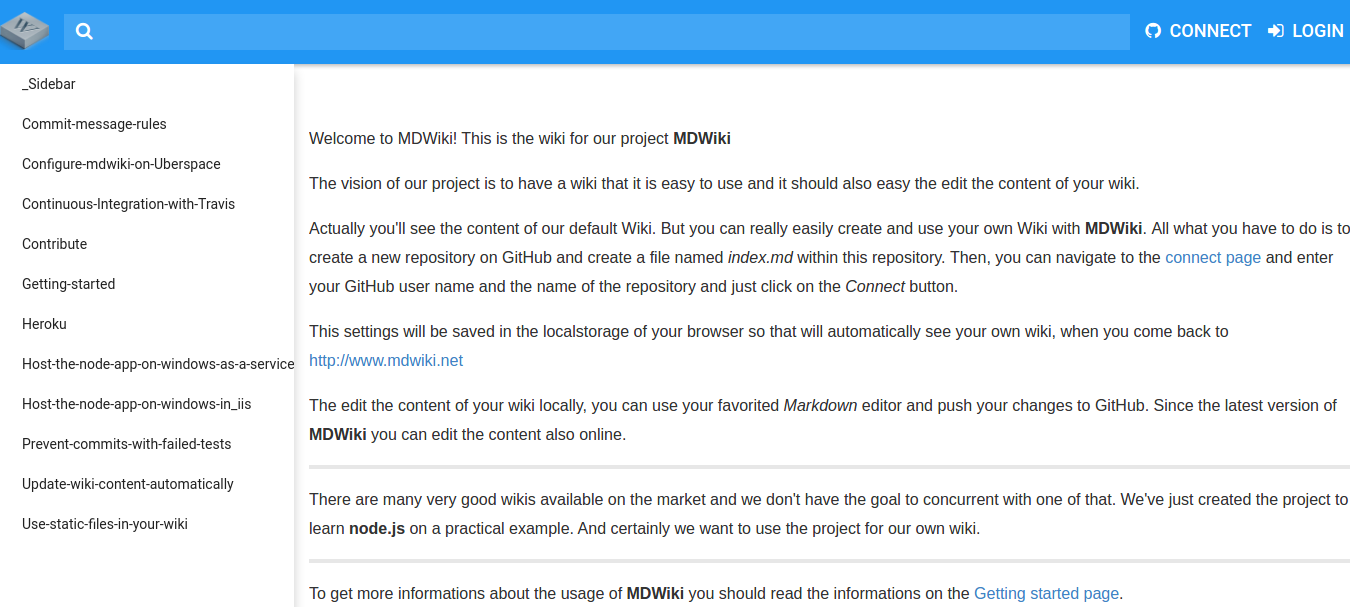 W
CONNECT
LOGIN
_Sidebar
Commit-message-rules
Configure-mdwiki-on-Uberspace
Continuous-Integration-with-Travis
Contribute
Getting-started
Heroku
Host-the-node-app-on-windows-as-a-service
Host-the-node-app-on-windows-in_iis
Prevent-commits-with-failed-tests
Update-wiki-content-automatically
Use-static-files-in-your-wiki
Welcome to MDWiki! This is the wiki for our project MDWiki
The vision of our project is to have a wiki that it is easy to use and it should also easy the edit the content of your wiki.
Actually you'll see the content of our default Wiki. But you can really easily create and use your own Wiki with MDWiki. All what you have to do is to
create a new repository on GitHub and create a file named index.md within this repository. Then, you can navigate to the connect page and enter
your GitHub user name and the name of the repository and just click on the Connect button.
This settings will be saved in the localstorage of your browser so that will automatically see your own wiki, when you come back to
http://www.mdwiki.net
The edit the content of your wiki locally, you can use your favorited Markdown editor and push your changes to GitHub. Since the latest version of
MDWiki you can edit the content also online.
There are many very good wikis available on the market and we don't have the goal to concurrent with one of that. We've just created the project to
learn node.js on a practical example. And certainly we want to use the project for our own wiki.
To get more informations about the usage of MDWiki you should read the informations on the Getting started page.